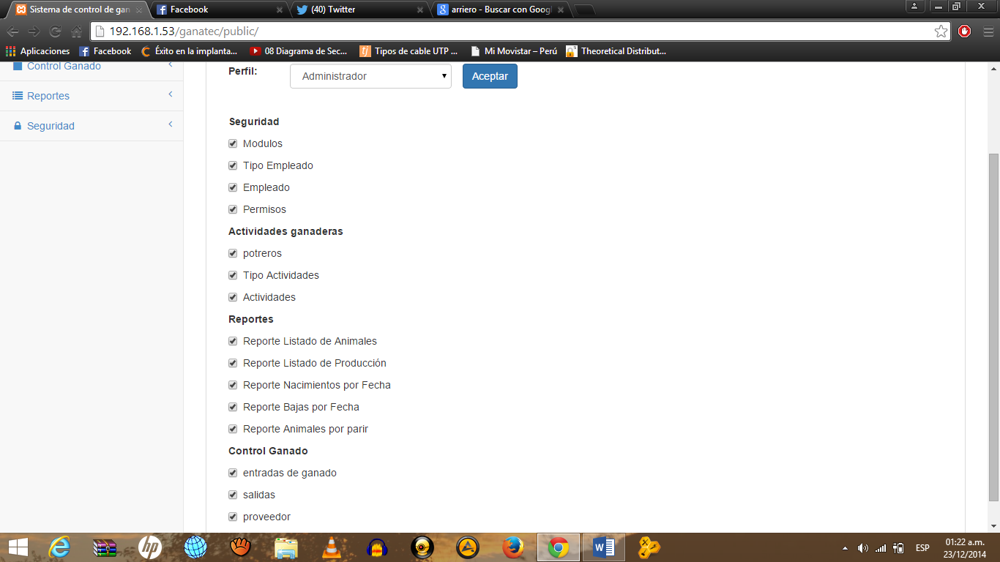 Sistema de control de gan
Facebook
(40) Twitter
arriero - Buscar con Googl
192.168.1.53/ganatec/public/
Aplicaciones
Facebook
Éxito en la implanta...
08 Diagrama de Sec...
Tipos de cable UTP ...
Mi Movistar – Perú
Theoretical Distribut...
Control Ganado
Reportes
Seguridad
Perfil:
Administrador
Aceptar
Seguridad
Modulos
Tipo Empleado
Empleado
Permisos
Actividades ganaderas
potreros
Tipo Actividades
Actividades
Reportes
Reporte Listado de Animales
Reporte Listado de Producción
Reporte Nacimientos por Fecha
Reporte Bajas por Fecha
Reporte Animales por parir
Control Ganado
entradas de ganado
salidas
proveedor
ESP
01:22 a.m.
23/12/2014